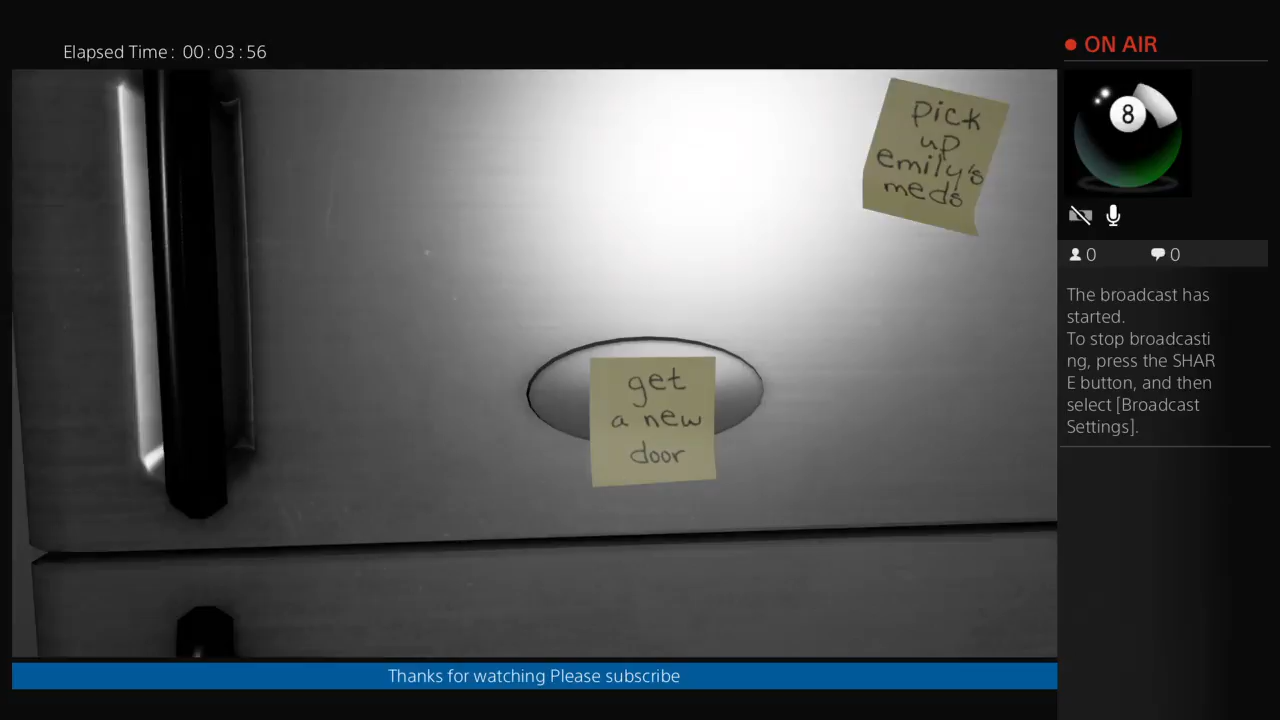 Elapsed Time: 00:03:56
ON AIR
8
pick
up
emily's
meds
0
0
The broadcast has
started.
To stop broadcasti
ng, press the SHAR
E button, and then
select [Broadcast
Settings].
get
a new
door
Thanks for watching Please subscribe